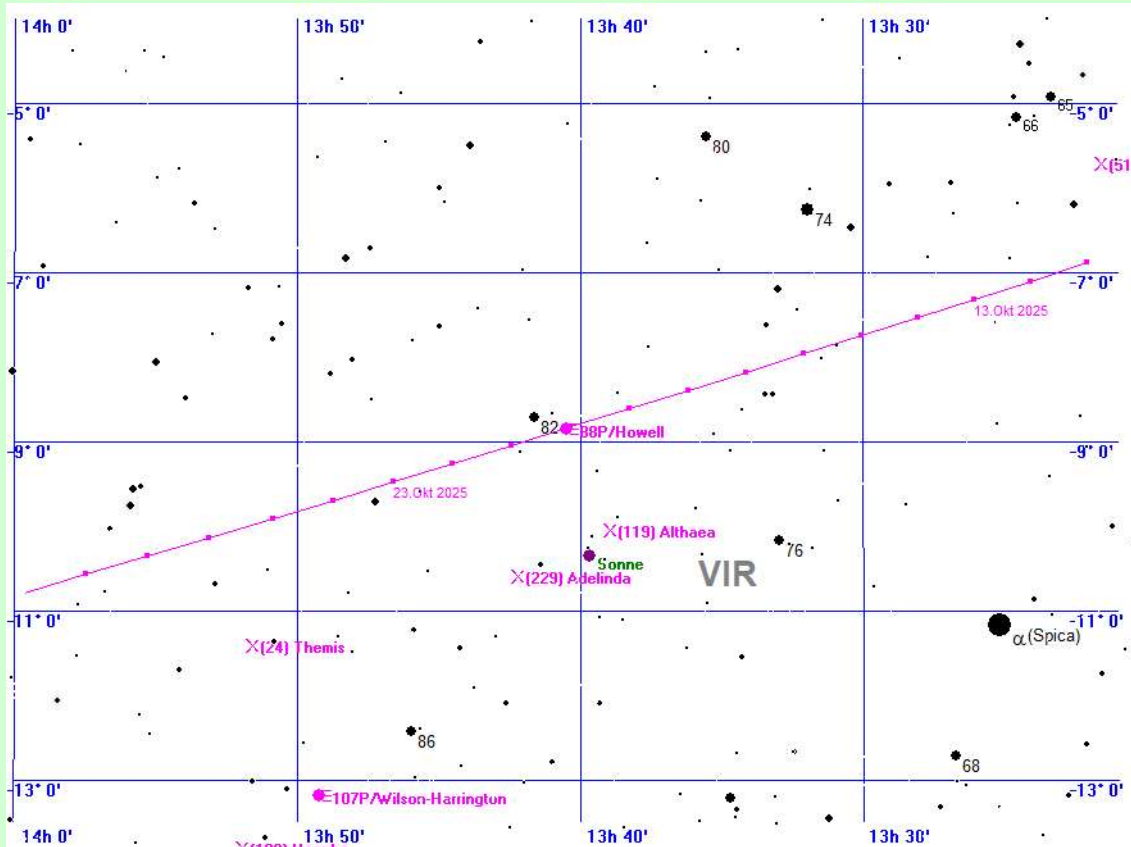 14h 0' 13h 50' 13h 40' 13h 30'
-5° 0' -5° 0'
65
66
80
X(51
74
-7° 0' -7° 0'
13.Okt 2025
82
88P/Howell
-9° 0' -9° 0'
23.Okt 2025
X(119) Althaea
76
Sonne
VIR
X(229) Adelinda
-11° 0' -11° 0'
α(Spica)
X(24) Themis
86
68
-13° 0' -13° 0'
107P/Wilson-Harrington
14h 0' 13h 50' 13h 40' 13h 30'